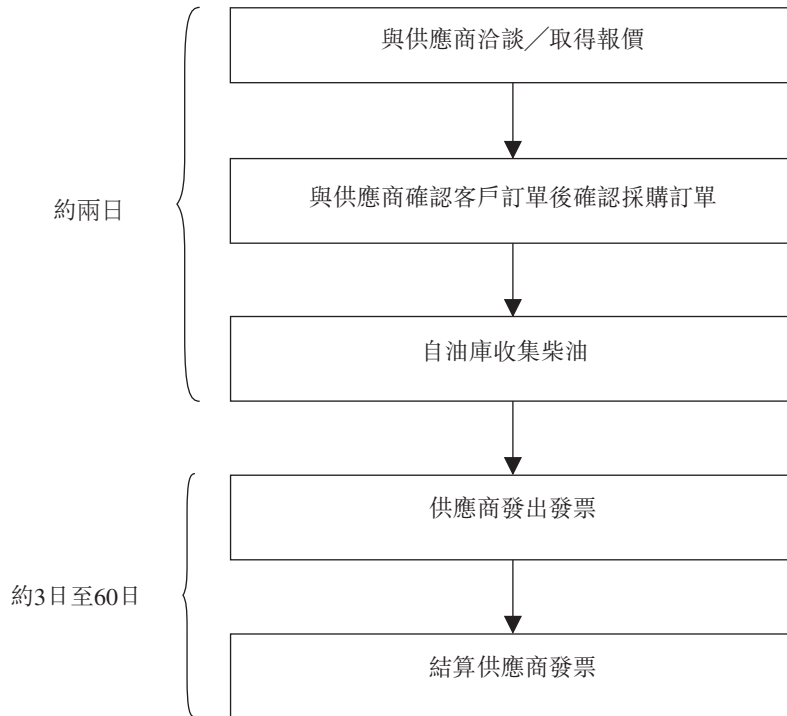 與供應商洽談／取得報價
與供應商確認客戶訂單後確認採購訂單
約兩日
自油庫收集柴油
供應商發出發票
約3日至60日
結算供應商發票